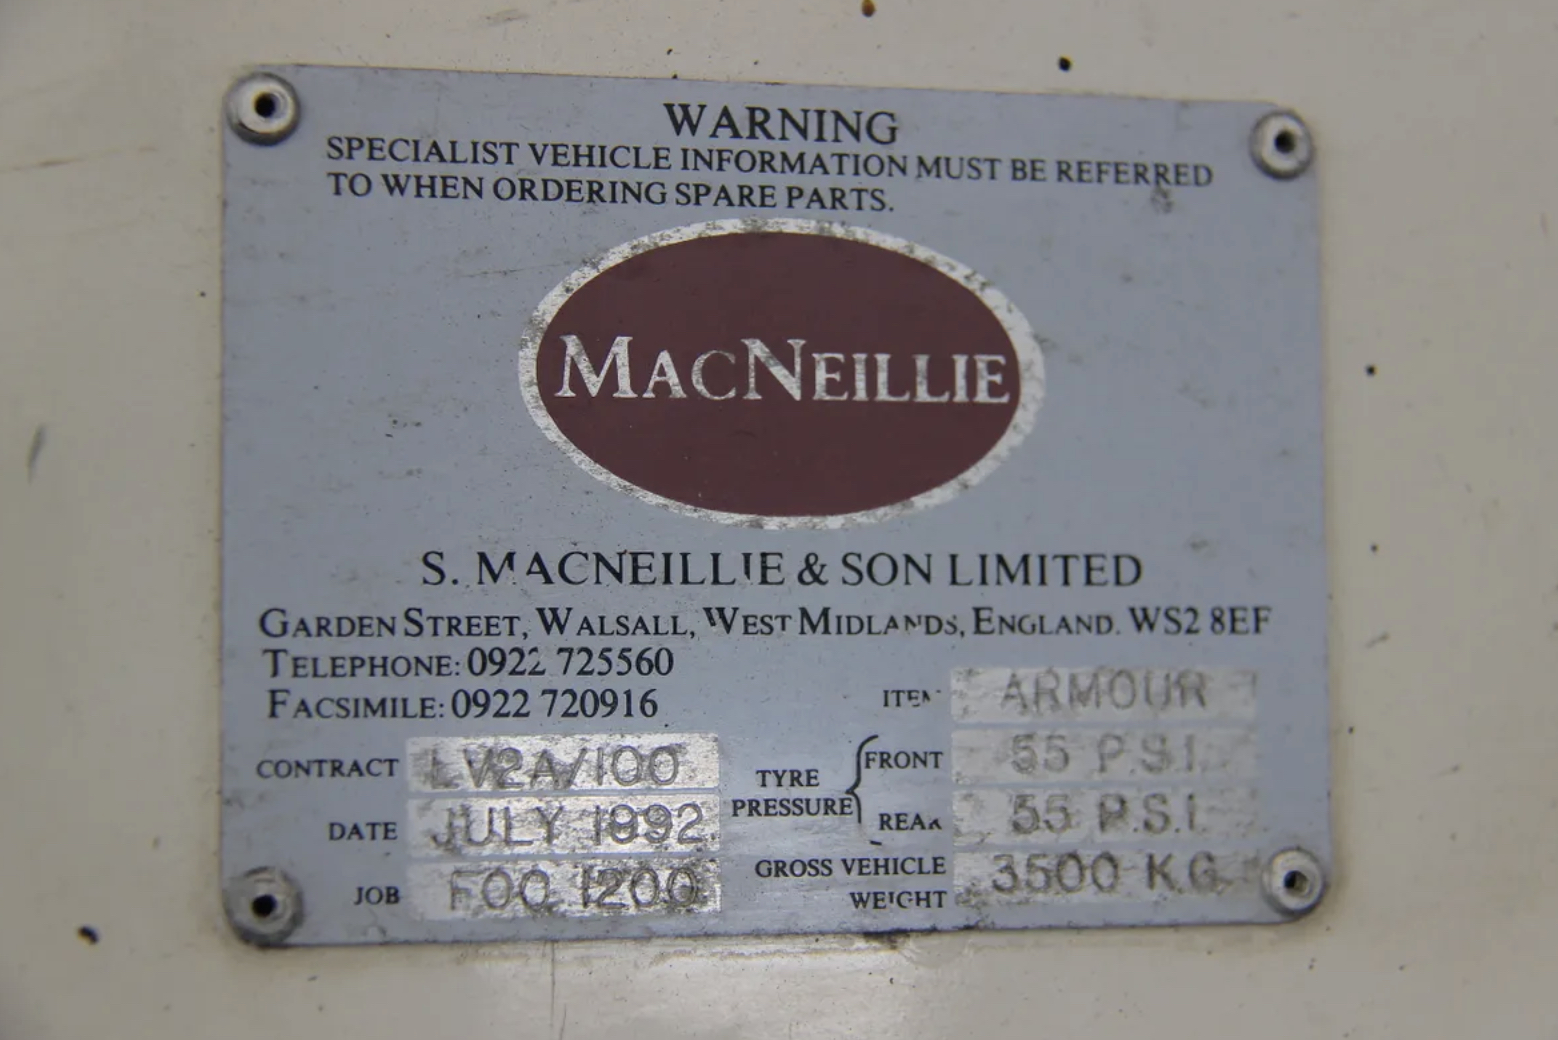 WARNING
SPECIALIST VEHICLE INFORMATION MUST BE REFERRED
TO WHEN ORDERING SPARE PARTS.
MACNEILLIE
S. MACNEILLIE & SON LIMITED
GARDEN STREET, WALSALL, WEST MIDLANDS, ENGLAND. WS2 8EF
TELEPHONE: 0922 725560
FACSIMILE: 0922 720916
ITEM ARMOUR
CONTRACT LV2A/100
DATE JULY 1992
JOB FOO 1200
TYRE PRESSURE
FRONT 55 P.S.I.
REAR 55 P.S.I.
GROSS VEHICLE WEIGHT 3500 K.G.